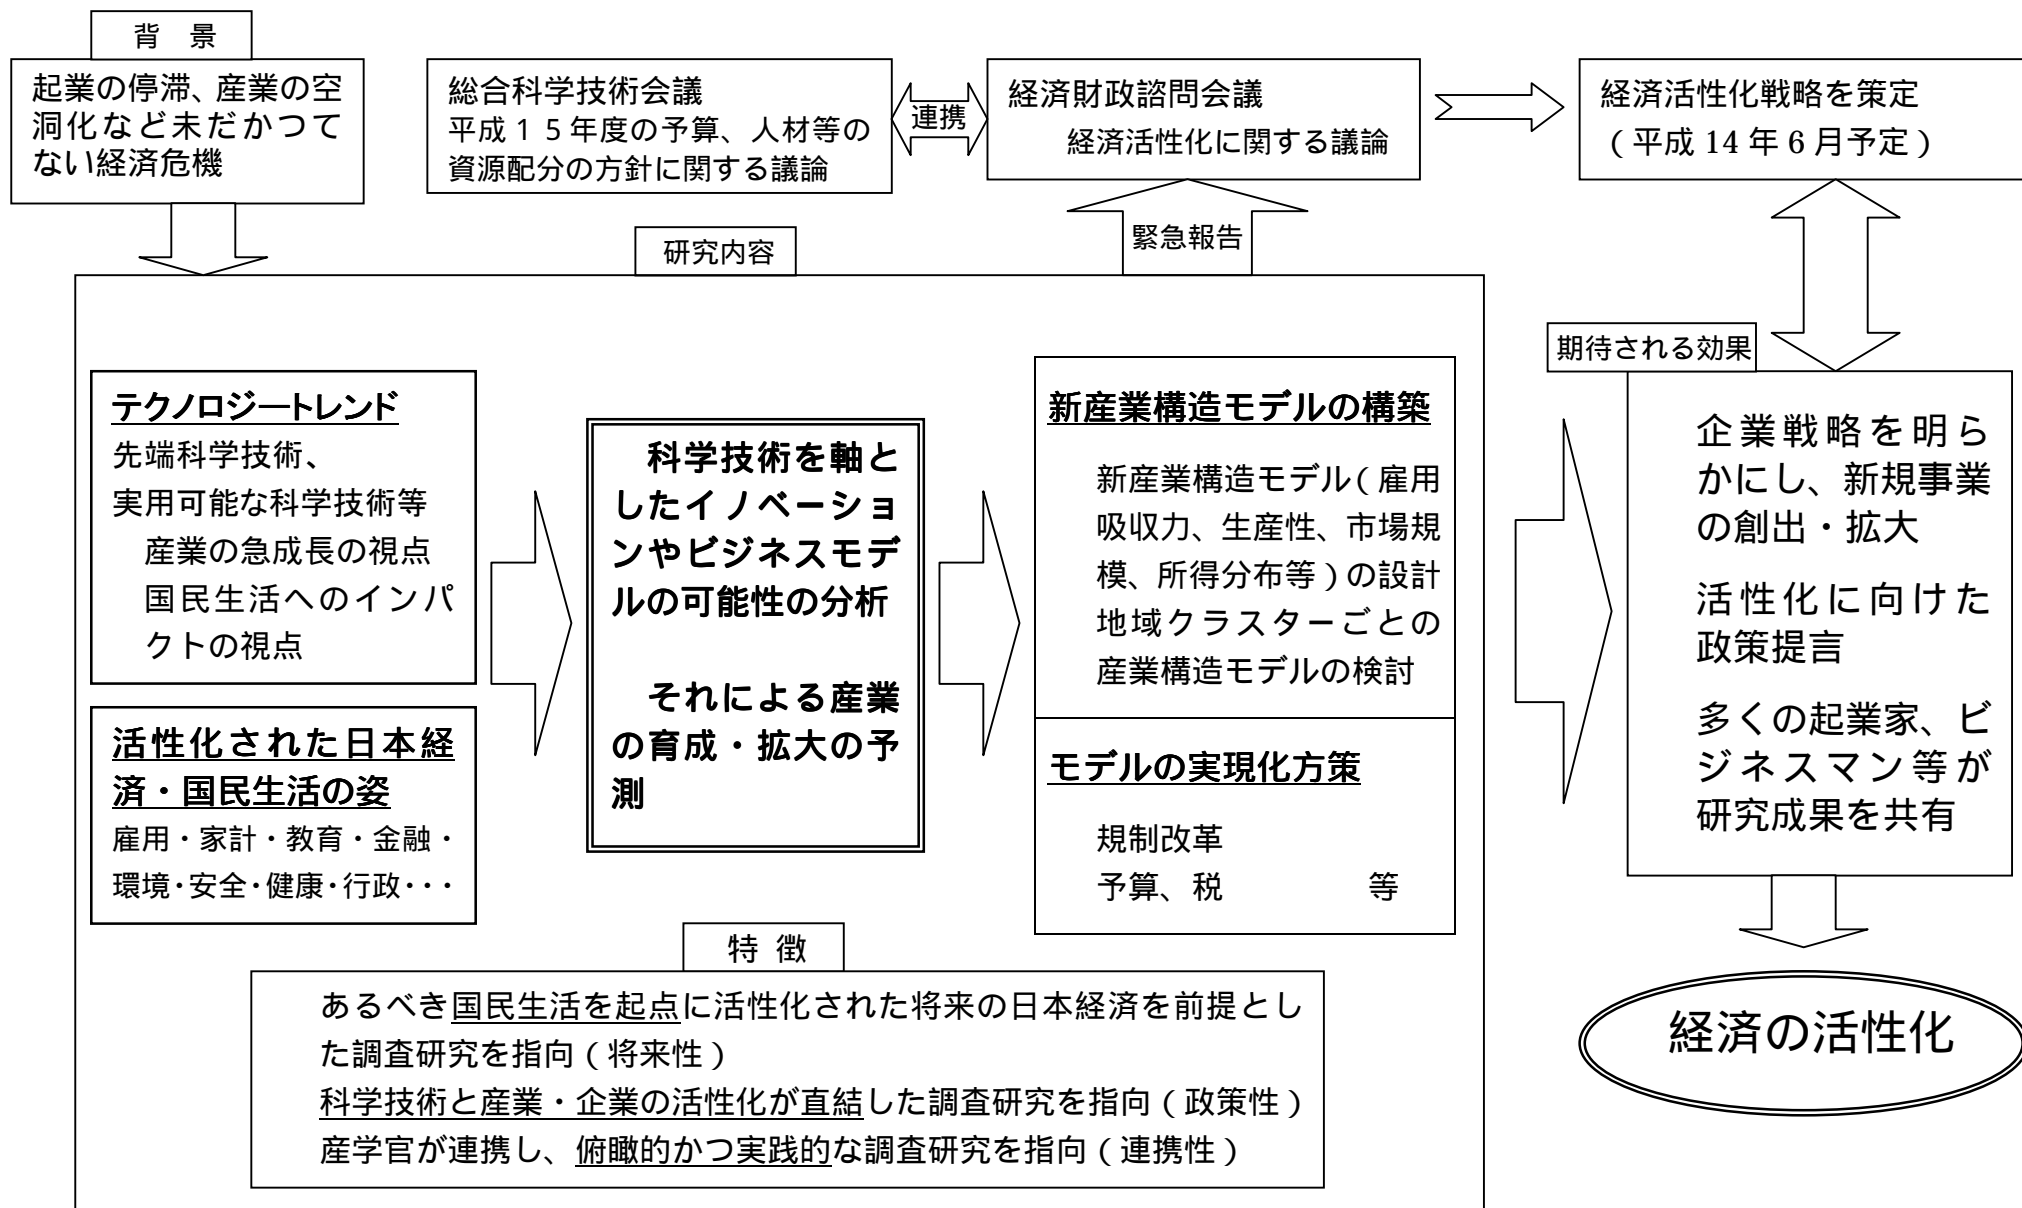 背　景
起業の停滞、産業の空
洞化など未だかつて
ない経済危機
総合科学技術会議
平成１５年度の予算、人材等の
資源配分の方針に関する議論
連携
経済財政諮問会議
経済活性化に関する議論
経済活性化戦略を策定
（平成 14 年 6 月予定）
緊急報告
研究内容
テクノロジートレンド
先端科学技術、
実用可能な科学技術等
産業の急成長の視点
国民生活へのインパ
クトの視点
活性化された日本経
済・国民生活の姿
雇用・家計・教育・金融・
環境・安全・健康・行政・・・
科学技術を軸と
したイノベーショ
ンやビジネスモデ
ルの可能性の分析
それによる産業
の育成・拡大の予
測
新産業構造モデルの構築
新産業構造モデル（雇用
吸収力、生産性、市場規
模、所得分布等）の設計
地域クラスターごとの
産業構造モデルの検討
モデルの実現化方策
規制改革
予算、税　　　　等
期待される効果
企業戦略を明ら
かにし、新規事業
の創出・拡大
活性化に向けた
政策提言
多くの起業家、ビ
ジネスマン等が
研究成果を共有
経済の活性化
特 徴
あるべき国民生活を起点に活性化された将来の日本経済を前提とし
た調査研究を指向（将来性）
科学技術と産業・企業の活性化が直結した調査研究を指向（政策性）
産学官が連携し、俯瞰的かつ実践的な調査研究を指向（連携性）